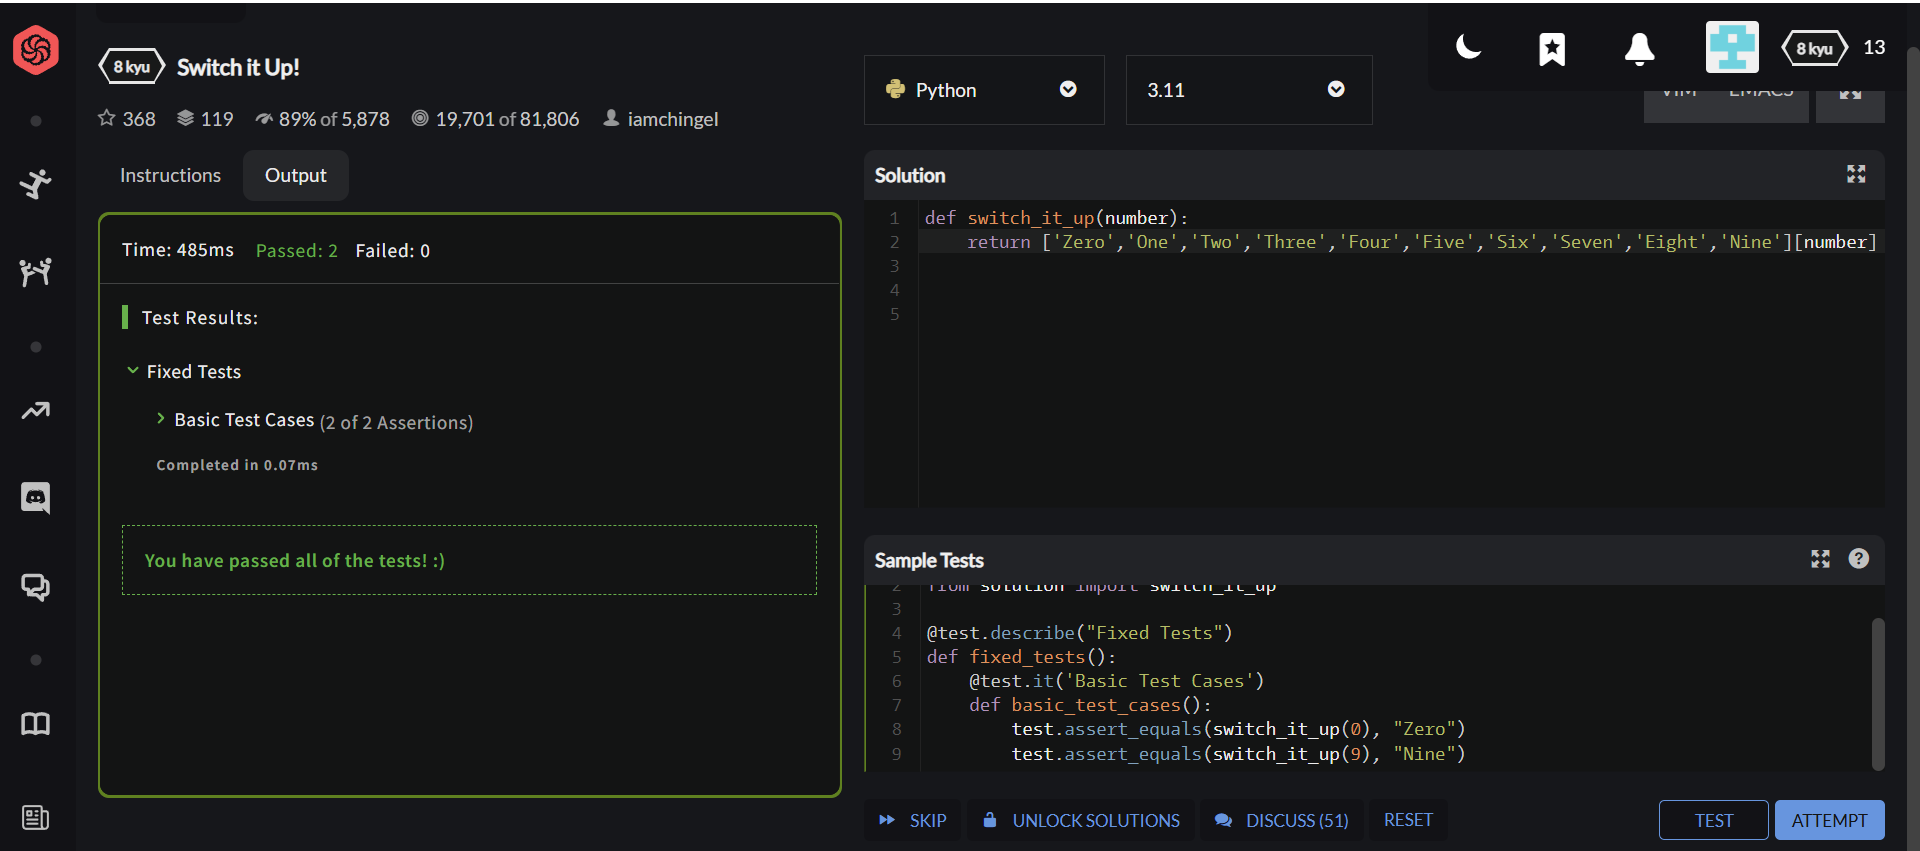 8 kyu Switch it Up!
368 119 89% of 5,878 19,701 of 81,806 iamchingel
Python 3.11
8 kyu 13
VIM EMACS
Instructions Output
Time: 485ms Passed: 2 Failed: 0
Test Results:
Fixed Tests
Basic Test Cases (2 of 2 Assertions)
Completed in 0.07ms
You have passed all of the tests! :)
Solution
1 def switch_it_up(number):
2 return ['Zero','One','Two','Three','Four','Five','Six','Seven','Eight','Nine'][number]
3
4
5
Sample Tests
2 from solution import switch_it_up
3
4 @test.describe("Fixed Tests")
5 def fixed_tests():
6 @test.it('Basic Test Cases')
7 def basic_test_cases():
8 test.assert_equals(switch_it_up(0), "Zero")
9 test.assert_equals(switch_it_up(9), "Nine")
SKIP UNLOCK SOLUTIONS DISCUSS (51) RESET TEST ATTEMPT